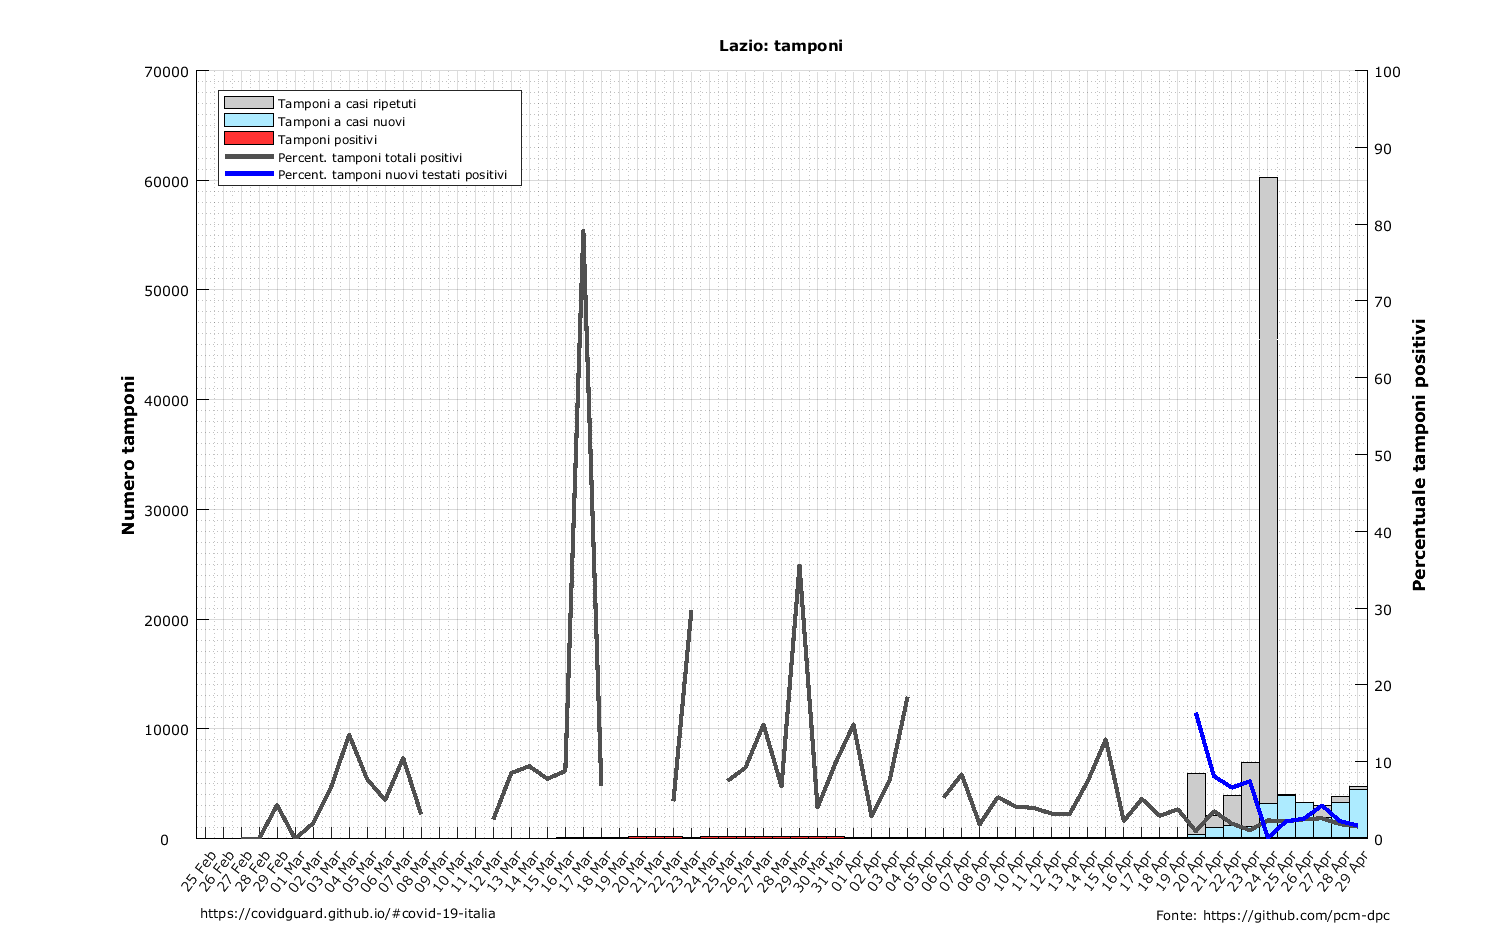 Lazio: tamponi
70000
60000
50000
40000
30000
20000
10000
0
Numero tamponi
Tamponi a casi ripetuti
Tamponi a casi nuovi
Tamponi positivi
Percent. tamponi totali positivi
Percent. tamponi nuovi testati positivi
100
90
80
70
60
50
40
30
20
10
0
Percentuale tamponi positivi
25 Feb
26 Feb
27 Feb
28 Feb
29 Feb
01 Mar
02 Mar
03 Mar
04 Mar
05 Mar
06 Mar
07 Mar
08 Mar
09 Mar
10 Mar
11 Mar
12 Mar
13 Mar
14 Mar
15 Mar
16 Mar
17 Mar
18 Mar
19 Mar
20 Mar
21 Mar
22 Mar
23 Mar
24 Mar
25 Mar
26 Mar
27 Mar
28 Mar
29 Mar
30 Mar
31 Mar
01 Apr
02 Apr
03 Apr
04 Apr
05 Apr
06 Apr
07 Apr
08 Apr
09 Apr
10 Apr
11 Apr
12 Apr
13 Apr
14 Apr
15 Apr
16 Apr
17 Apr
18 Apr
19 Apr
20 Apr
21 Apr
22 Apr
23 Apr
24 Apr
25 Apr
26 Apr
27 Apr
28 Apr
29 Apr
https://covidguard.github.io/#covid-19-italia
Fonte: https://github.com/pcm-dpc